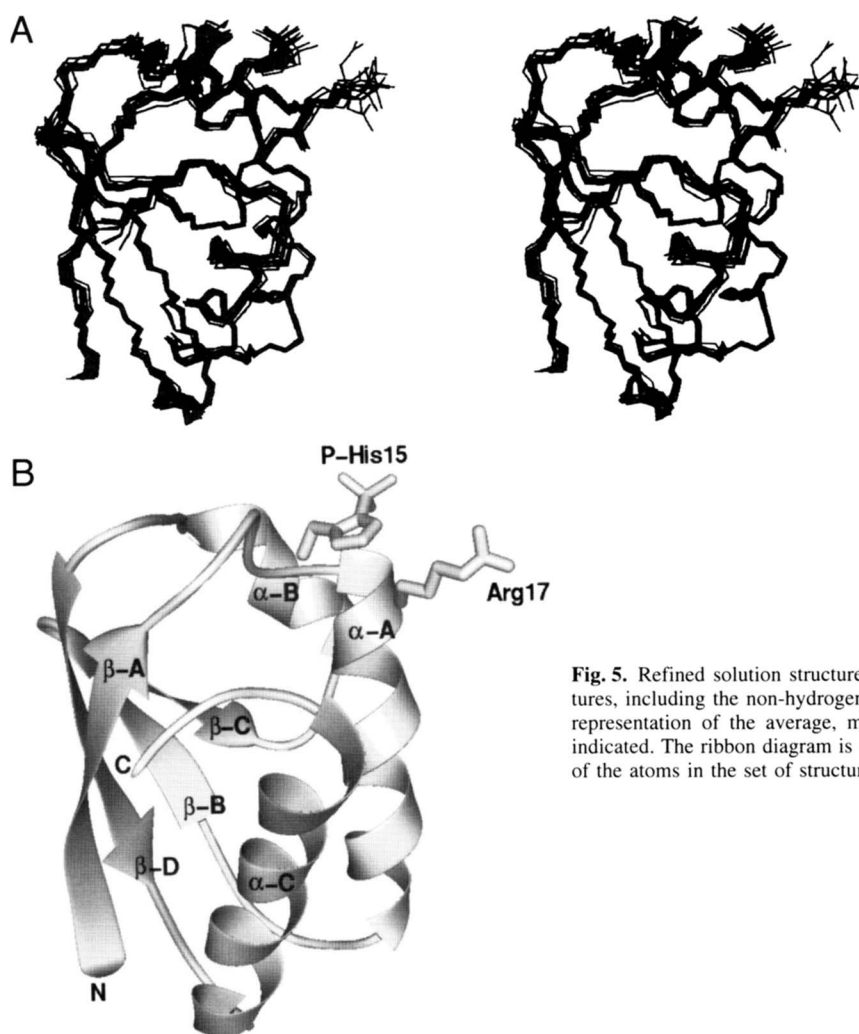 A
B
P–His15
Arg17
α–B
α–A
β–A
β–C
C
β–B
β–D
α–C
N
Fig. 5. Refined solution structure
tures, including the non-hydrogen
representation of the average, m
indicated. The ribbon diagram is
of the atoms in the set of structur